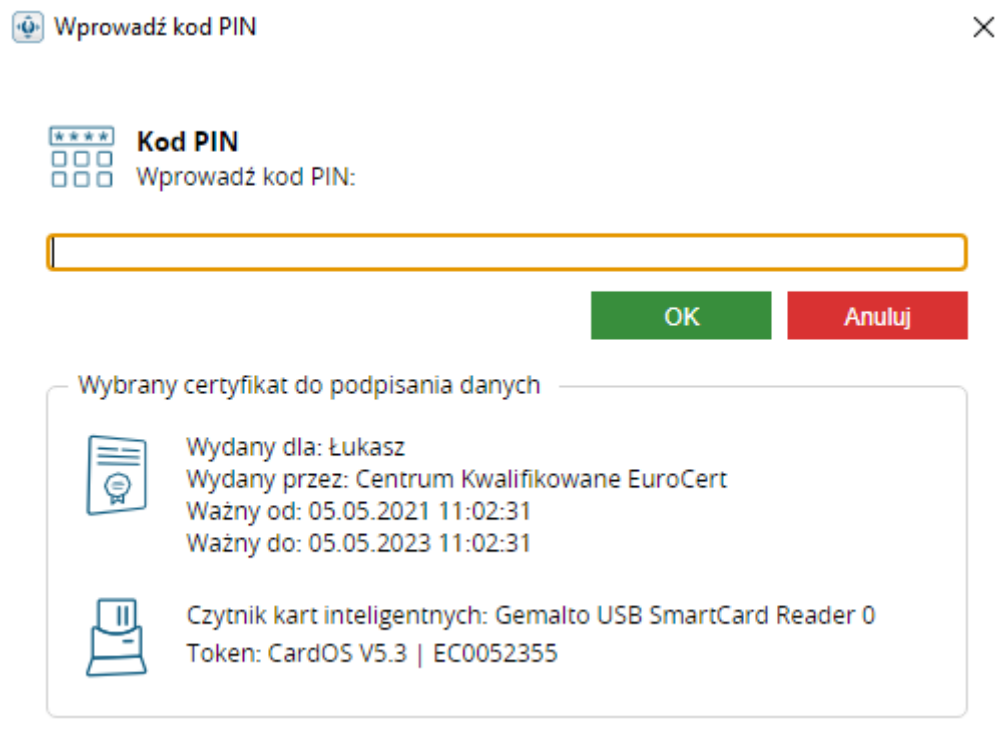 Wprowadź kod PIN
****
Kod PIN
Wprowadź kod PIN:
OK
Anuluj
Wybrany certyfikat do podpisania danych
Wydany dla: Łukasz
Wydany przez: Centrum Kwalifikowane EuroCert
Ważny od: 05.05.2021 11:02:31
Ważny do: 05.05.2023 11:02:31
Czytnik kart inteligentnych: Gemalto USB SmartCard Reader 0
Token: CardOS V5.3 | EC0052355